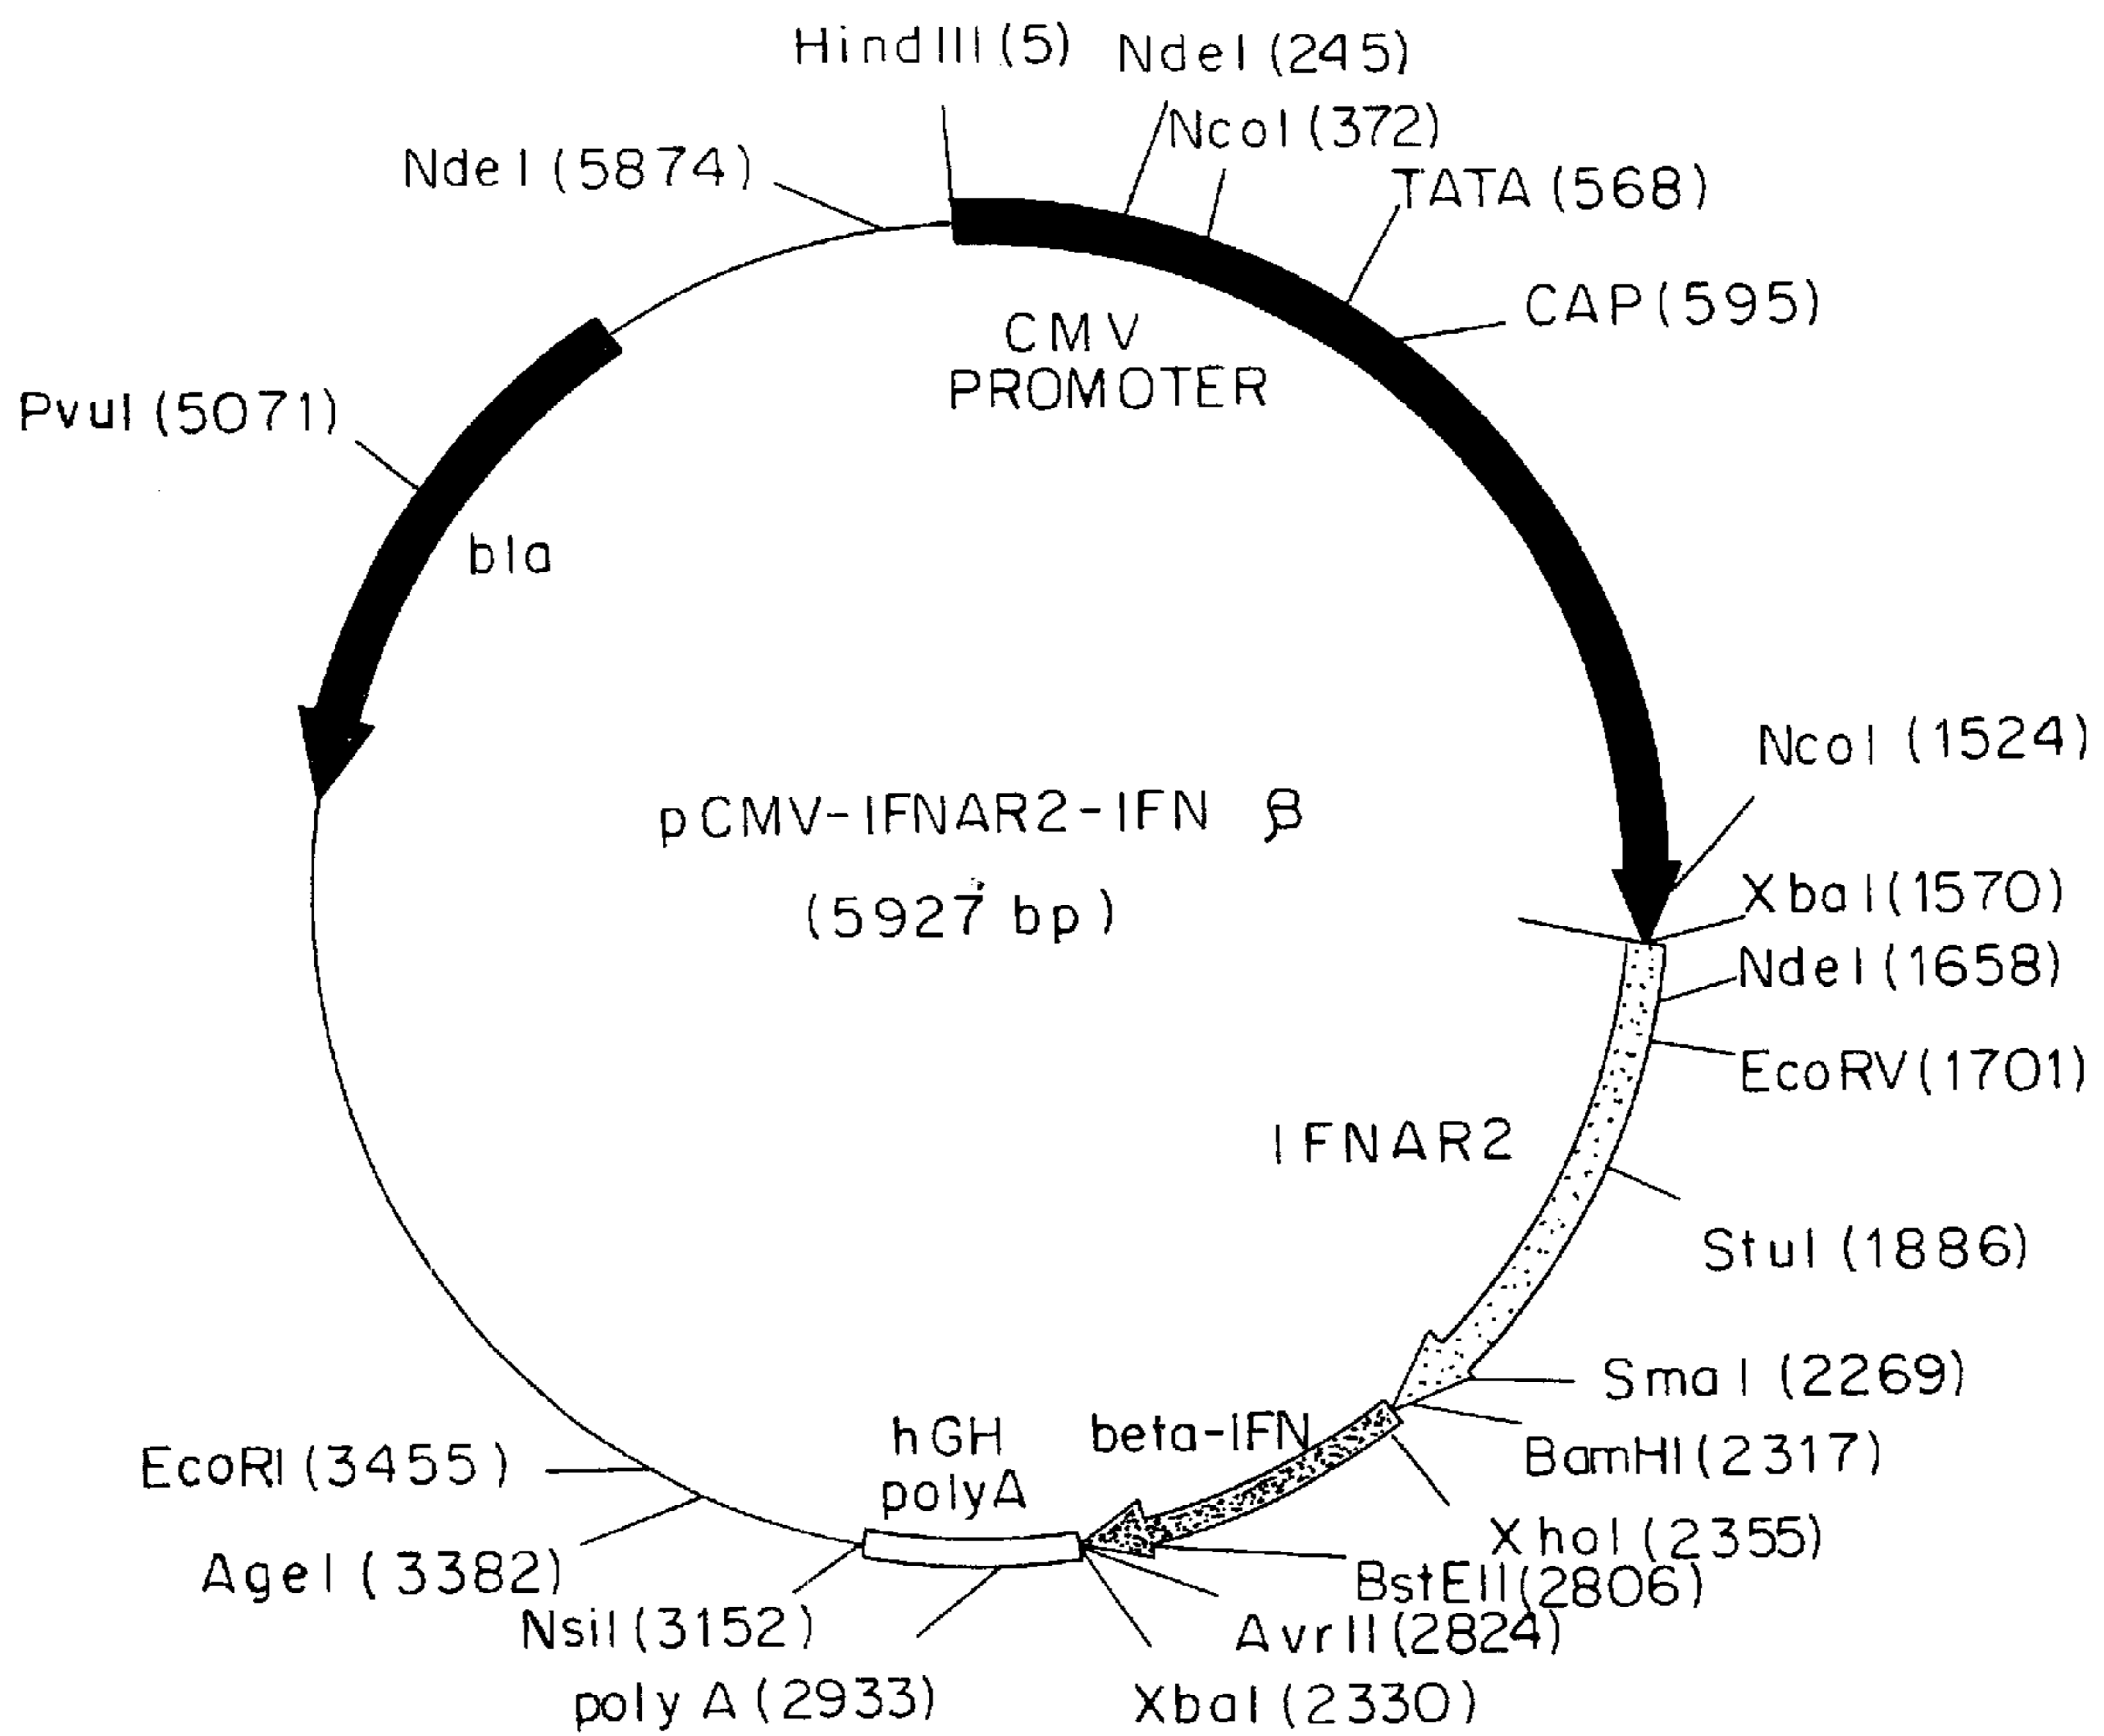 HindIII (5) NdeI (245)
NcoI (372)
NdeI (5874)
TATA (568)
CAP (595)
CMV
PROMOTER
PvuI (5071)
bla
NcoI (1524)
pCMV-IFNAR2-IFN β
(5927 bp)
XbaI (1570)
NdeI (1658)
EcoRV (1701)
IFNAR2
StuI (1886)
SmaI (2269)
hGH
polyA
beta-IFN
BamHI (2317)
EcoRI (3455)
XhoI (2355)
AgeI (3382)
BstEII (2806)
NsiI (3152)
AvrII (2824)
poly A (2933)
XbaI (2330)